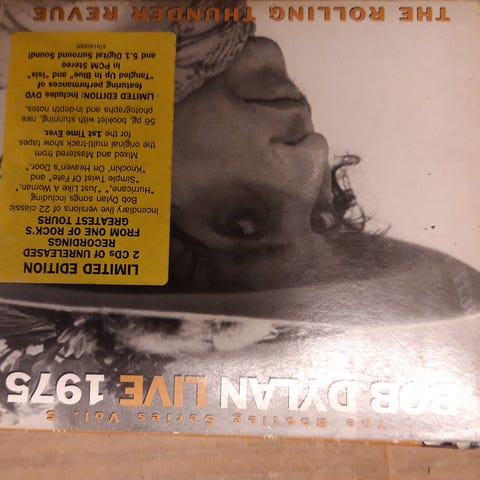 The Bootleg Series Vol. 5
BOB DYLAN LIVE 1975
LIMITED EDITION
2 CDs Of UNRELEASED
RECORDINGS
FROM ONE OF ROCK'S
GREATEST TOURS
Incendiary live versions of 22 classic
Bob Dylan songs including
"Hurricane", "Just Like A Woman",
"Simple Twist Of Fate" and
"Knockin' On Heaven's Door".
Mixed and Mastered from
the original multi-track show tapes
for the 1st Time Ever.
56 pg. booklet with stunning, rare,
photographs and in-depth notes.
LIMITED EDITION: Includes DVD
featuring performances of
"Tangled Up In Blue" and "Isis"
in PCM Stereo
and 5.1 Digital Surround Sound!
THE ROLLING THUNDER REVUE